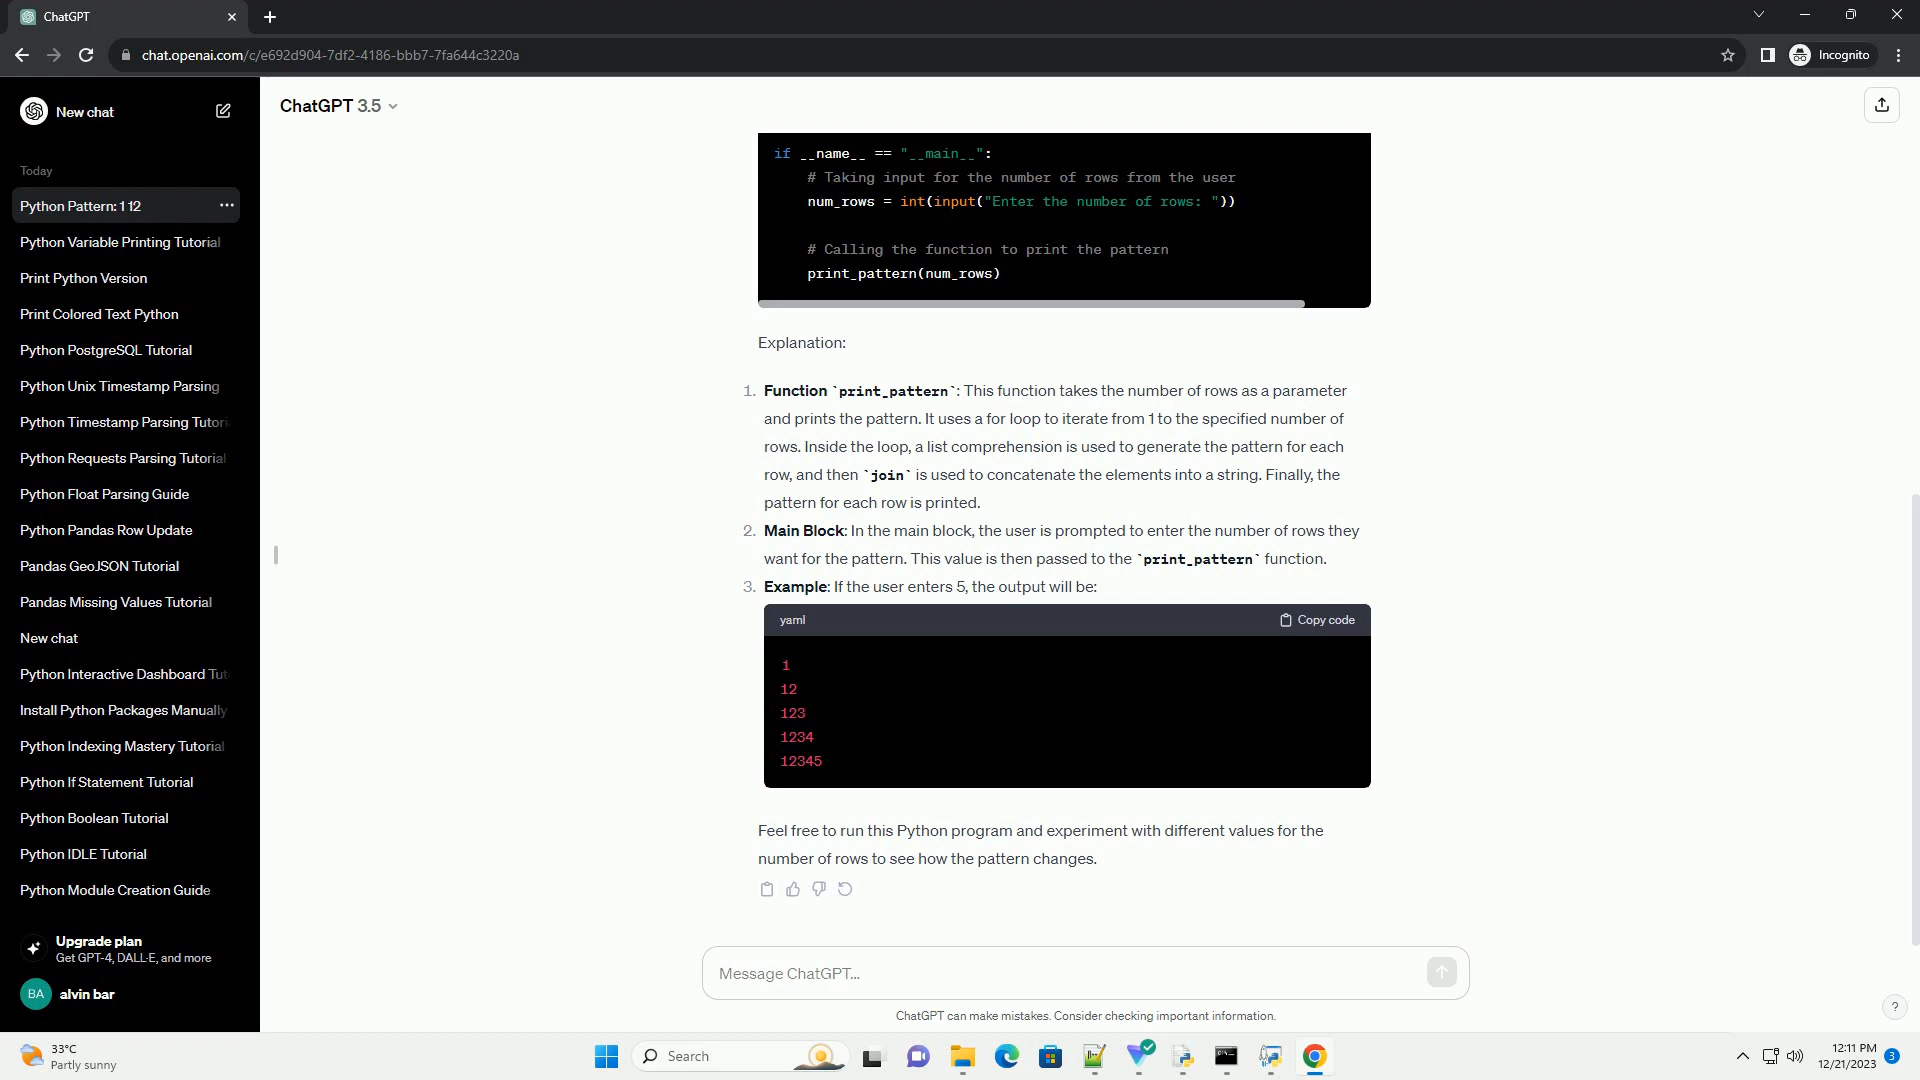 ChatGPT
chat.openai.com/c/e692d904-7df2-4186-bbb7-7fa644c3220a
Incognito
New chat
Today
Python Pattern: 1 12
Python Variable Printing Tutorial
Print Python Version
Print Colored Text Python
Python PostgreSQL Tutorial
Python Unix Timestamp Parsing
Python Timestamp Parsing Tutori
Python Requests Parsing Tutorial
Python Float Parsing Guide
Python Pandas Row Update
Pandas GeoJSON Tutorial
Pandas Missing Values Tutorial
New chat
Python Interactive Dashboard Tut
Install Python Packages Manually
Python Indexing Mastery Tutorial
Python If Statement Tutorial
Python Boolean Tutorial
Python IDLE Tutorial
Python Module Creation Guide
Upgrade plan
Get GPT-4, DALL·E, and more
BA alvin bar
ChatGPT 3.5
if __name__ == "__main__":
# Taking input for the number of rows from the user
num_rows = int(input("Enter the number of rows: "))
# Calling the function to print the pattern
print_pattern(num_rows)
Explanation:
1. Function `print_pattern`: This function takes the number of rows as a parameter
and prints the pattern. It uses a for loop to iterate from 1 to the specified number of
rows. Inside the loop, a list comprehension is used to generate the pattern for each
row, and then `join` is used to concatenate the elements into a string. Finally, the
pattern for each row is printed.
2. Main Block: In the main block, the user is prompted to enter the number of rows they
want for the pattern. This value is then passed to the `print_pattern` function.
3. Example: If the user enters 5, the output will be:
yaml Copy code
1
12
123
1234
12345
Feel free to run this Python program and experiment with different values for the
number of rows to see how the pattern changes.
Message ChatGPT...
ChatGPT can make mistakes. Consider checking important information.
?
33°C
Partly sunny
Search
12:11 PM
12/21/2023
3